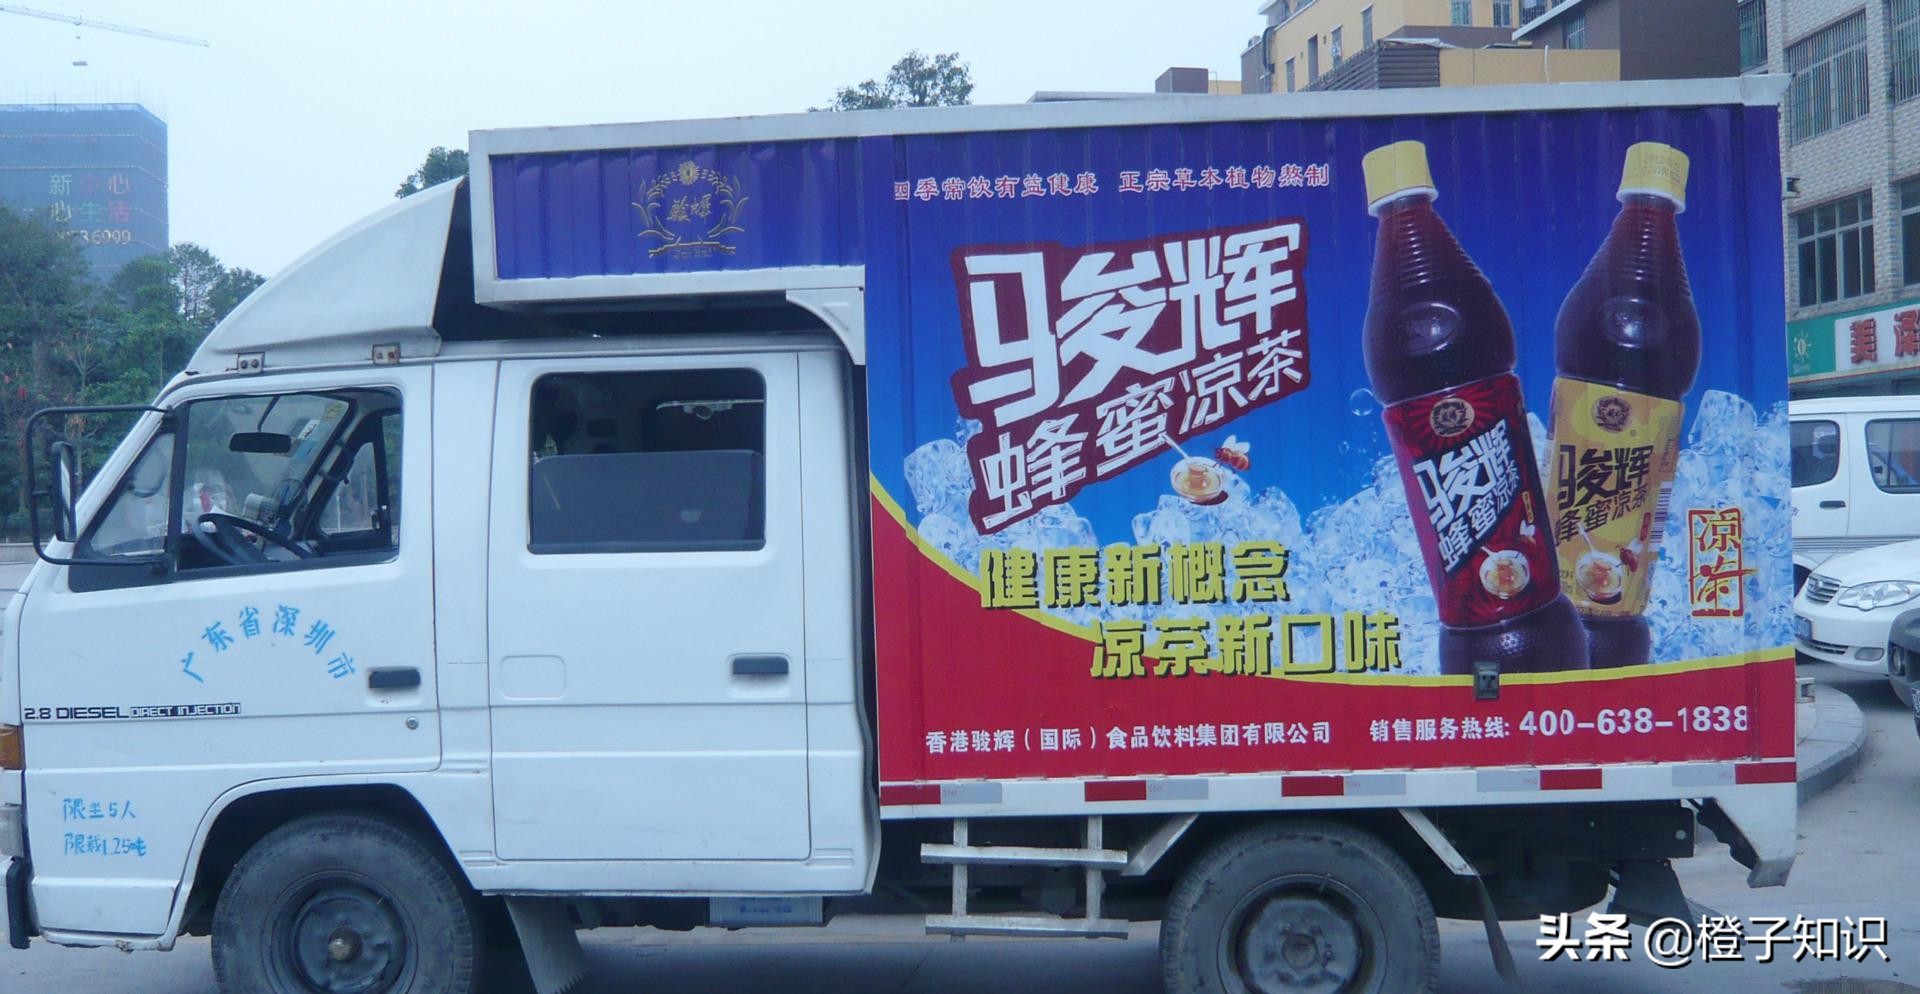 新中心
心生活
6999
骏辉
四季常饮有益健康 正宗草本植物熬制
骏辉
蜂蜜凉茶
骏辉
蜂蜜凉茶
骏辉
蜂蜜凉茶
凉茶
健康新概念
凉茶新口味
香港骏辉（国际）食品饮料集团有限公司 销售服务热线: 400-638-1838
广东省深圳市
2.8 DIESEL DIRECT INJECTION
限坐5人
限载1.25吨
美泽
头条 @橙子知识